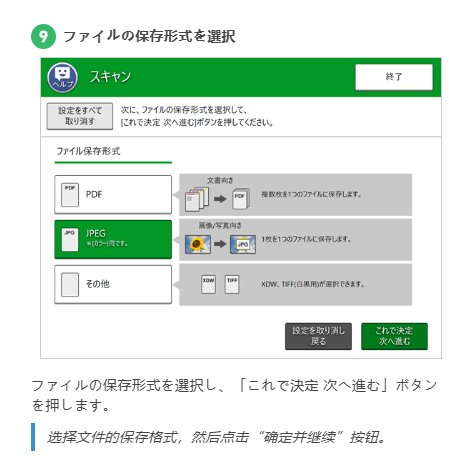 9 ファイルの保存形式を選択
ヘルプ
スキャン
終了
設定をすべて
取り消す
次に、ファイルの保存形式を選択して、
[これで決定 次へ進む]ボタンを押してください。
ファイル保存形式
PDF PDF
文書向き
PDF
複数枚を1つのファイルに保存します。
JPG JPEG
※[カラー]用です。
画像/写真向き
JPG
1枚を1つのファイルに保存します。
その他
XDW TIFF
XDW、TIFF(白黒用)が選択できます。
設定を取り消し
戻る
これで決定
次へ進む
ファイルの保存形式を選択し、「これで決定 次へ進む」ボタン
を押します。
选择文件的保存格式，然后点击“确定并继续”按钮。